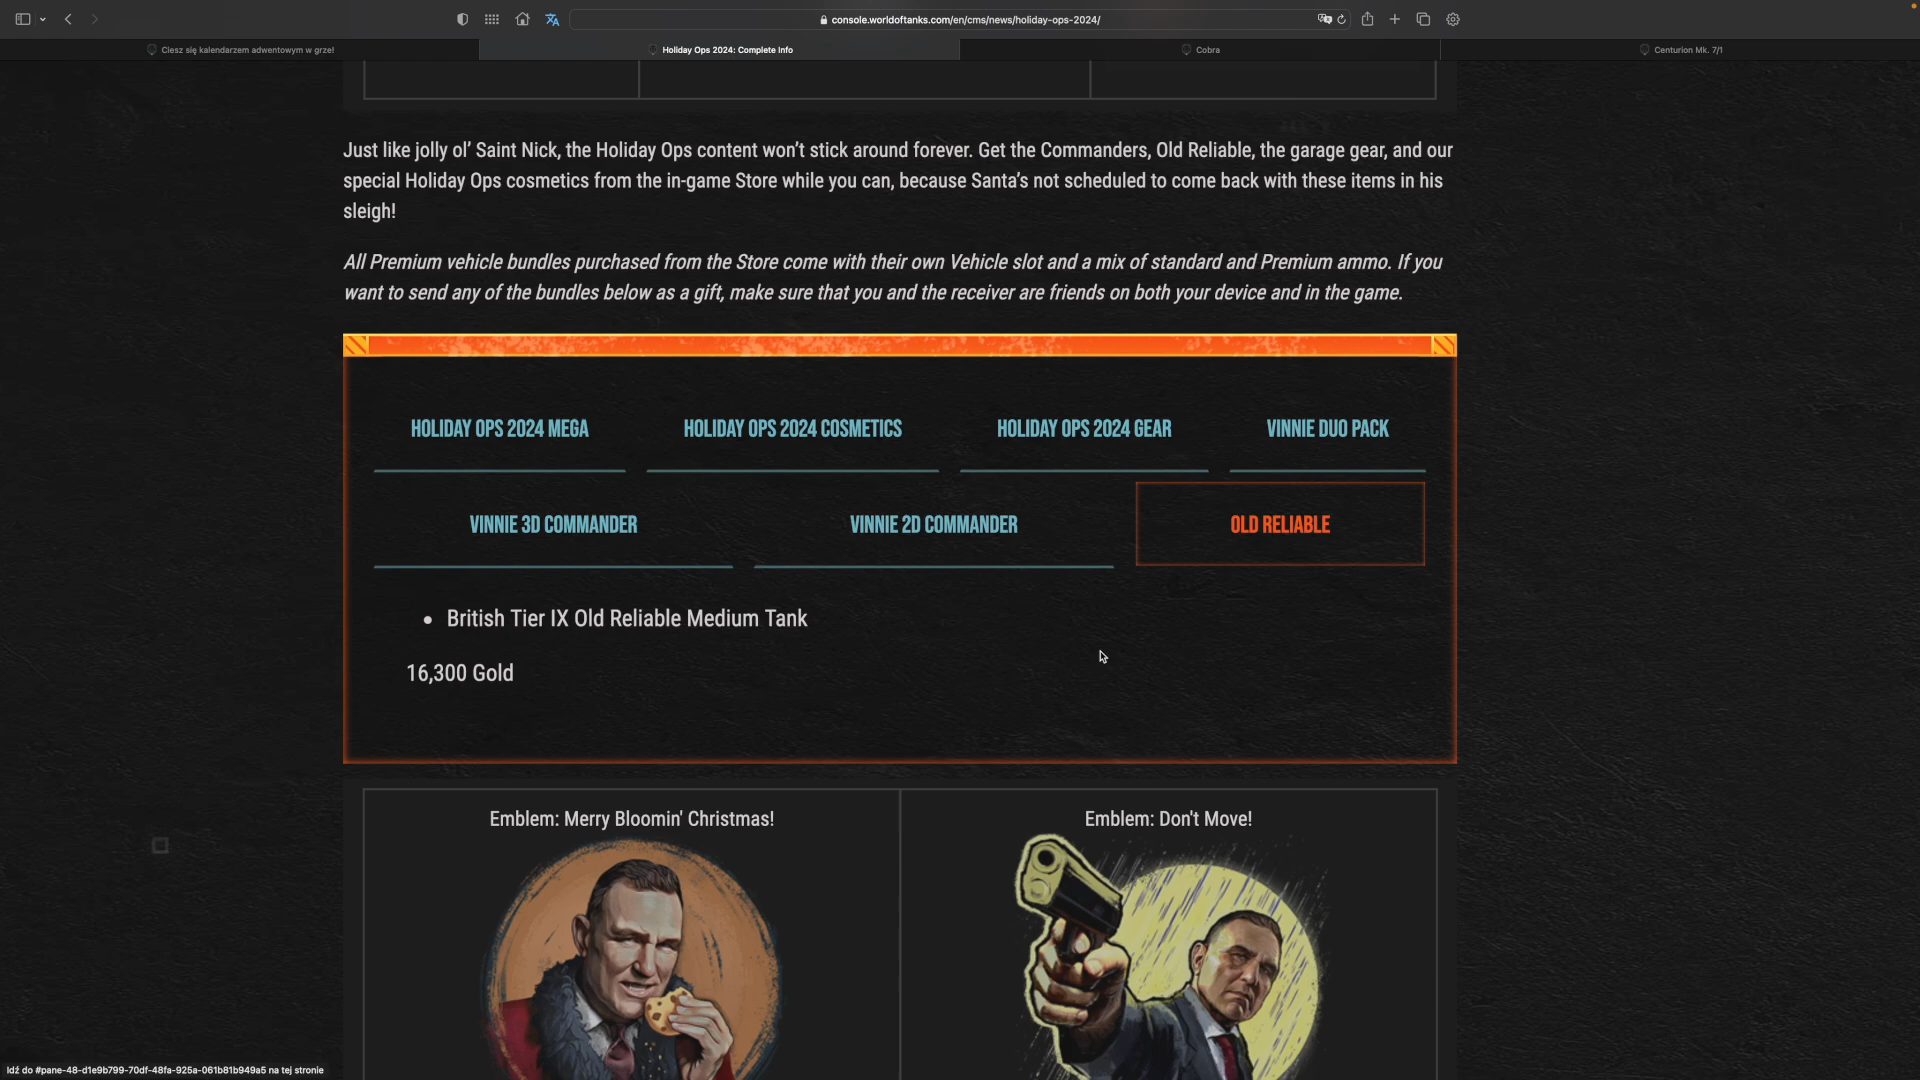 console.worldoftanks.com/en/cms/news/holiday-ops-2024/
Ciesz się kalendarzem adwentowym w grze!
Holiday Ops 2024: Complete Info
Cobra
Centurion Mk. 7/1
Just like jolly ol’ Saint Nick, the Holiday Ops content won’t stick around forever. Get the Commanders, Old Reliable, the garage gear, and our
special Holiday Ops cosmetics from the in-game Store while you can, because Santa’s not scheduled to come back with these items in his
sleigh!
All Premium vehicle bundles purchased from the Store come with their own Vehicle slot and a mix of standard and Premium ammo. If you
want to send any of the bundles below as a gift, make sure that you and the receiver are friends on both your device and in the game.
HOLIDAY OPS 2024 MEGA
HOLIDAY OPS 2024 COSMETICS
HOLIDAY OPS 2024 GEAR
VINNIE DUO PACK
VINNIE 3D COMMANDER
VINNIE 2D COMMANDER
OLD RELIABLE
• British Tier IX Old Reliable Medium Tank
16,300 Gold
Emblem: Merry Bloomin' Christmas!
Emblem: Don't Move!
Idź do #pane-48-d1e9b799-70df-48fa-925a-061b81b949a5 na tej stronie